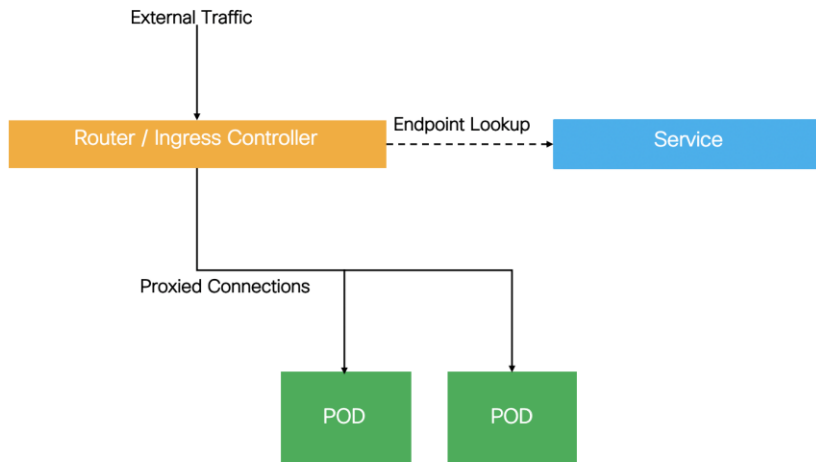 External Traffic
Router / Ingress Controller
Endpoint Lookup
Service
Proxied Connections
POD
POD